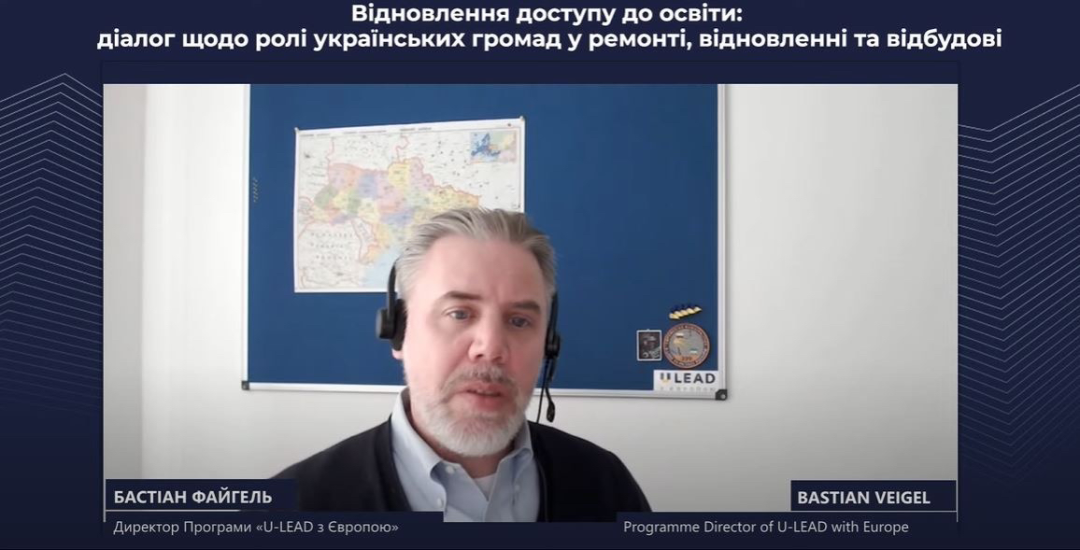 Відновлення доступу до освіти:
діалог щодо ролі українських громад у ремонті, відновленні та відбудові
U LEAD
БАСТІАН ФАЙГЕЛЬ
Директор Програми «U-LEAD з Європою»
BASTIAN VEIGEL
Programme Director of U-LEAD with Europe